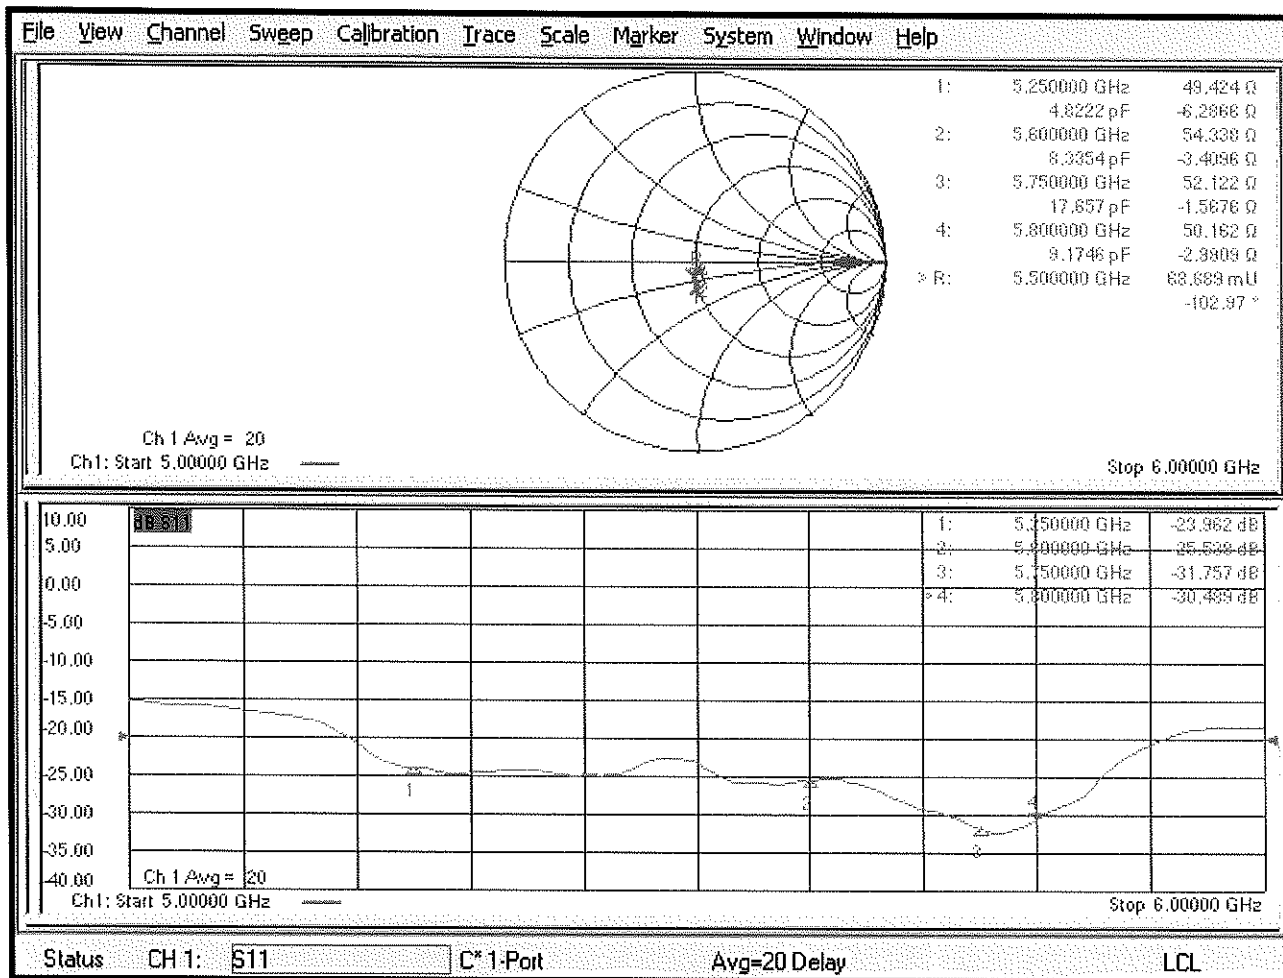 File View Channel Sweep Calibration Trace Scale Marker System Window Help
1: 5.250000 GHz 49.424 Ω
4.8222 pF -6.2866 Ω
2: 5.600000 GHz 54.338 Ω
8.3354 pF -3.4096 Ω
3: 5.750000 GHz 52.122 Ω
17.657 pF -1.5676 Ω
4: 5.800000 GHz 50.162 Ω
9.1746 pF -2.9909 Ω
> R: 5.500000 GHz 68.689 mU
-102.97 °
Ch 1 Avg = 20
Ch1: Start 5.00000 GHz
Stop 6.00000 GHz
10.00
dB S11
1: 5.250000 GHz -23.962 dB
5.00
2: 5.600000 GHz -25.538 dB
3: 5.750000 GHz -31.757 dB
0.00
> 4: 5.800000 GHz -30.489 dB
-5.00
-10.00
-15.00
-20.00
-25.00
1
2
4
-30.00
3
-35.00
-40.00
Ch 1 Avg = 20
Ch1: Start 5.00000 GHz
Stop 6.00000 GHz
Status CH 1: S11 C* 1-Port Avg=20 Delay LCL